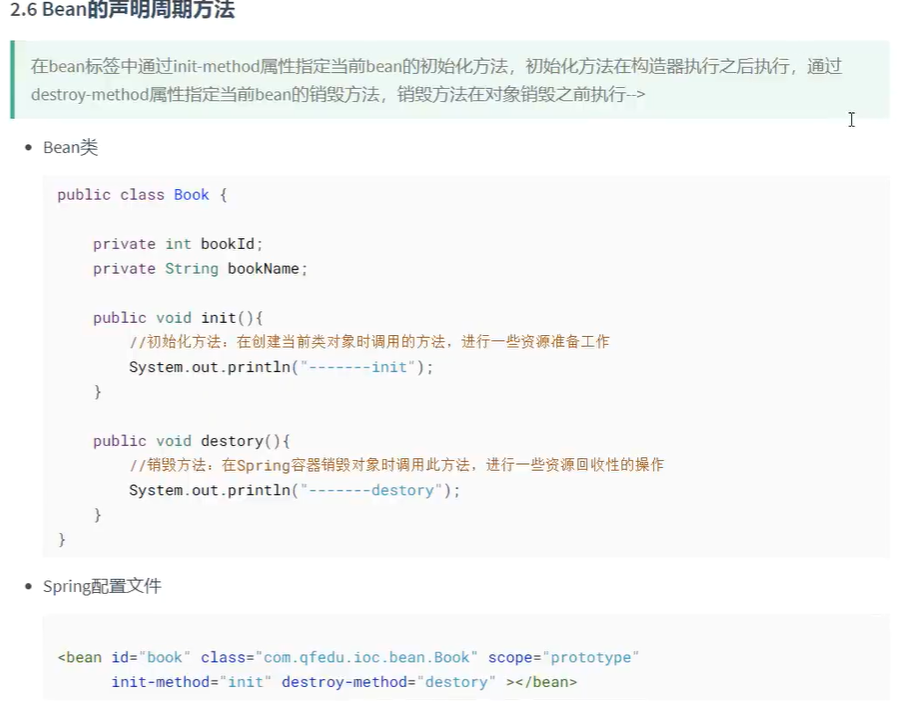 2.6 Bean的声明周期方法
在bean标签中通过init-method属性指定当前bean的初始化方法，初始化方法在构造器执行之后执行，通过
destroy-method属性指定当前bean的销毁方法，销毁方法在对象销毁之前执行-->
Bean类
public class Book {
private int bookId;
private String bookName;
public void init(){
//初始化方法：在创建当前类对象时调用的方法，进行一些资源准备工作
System.out.println("-------init");
}
public void destory(){
//销毁方法：在Spring容器销毁对象时调用此方法，进行一些资源回收性的操作
System.out.println("-------destory");
}
}
Spring配置文件
<bean id="book" class="com.qfedu.ioc.bean.Book" scope="prototype"
init-method="init" destroy-method="destory" ></bean>